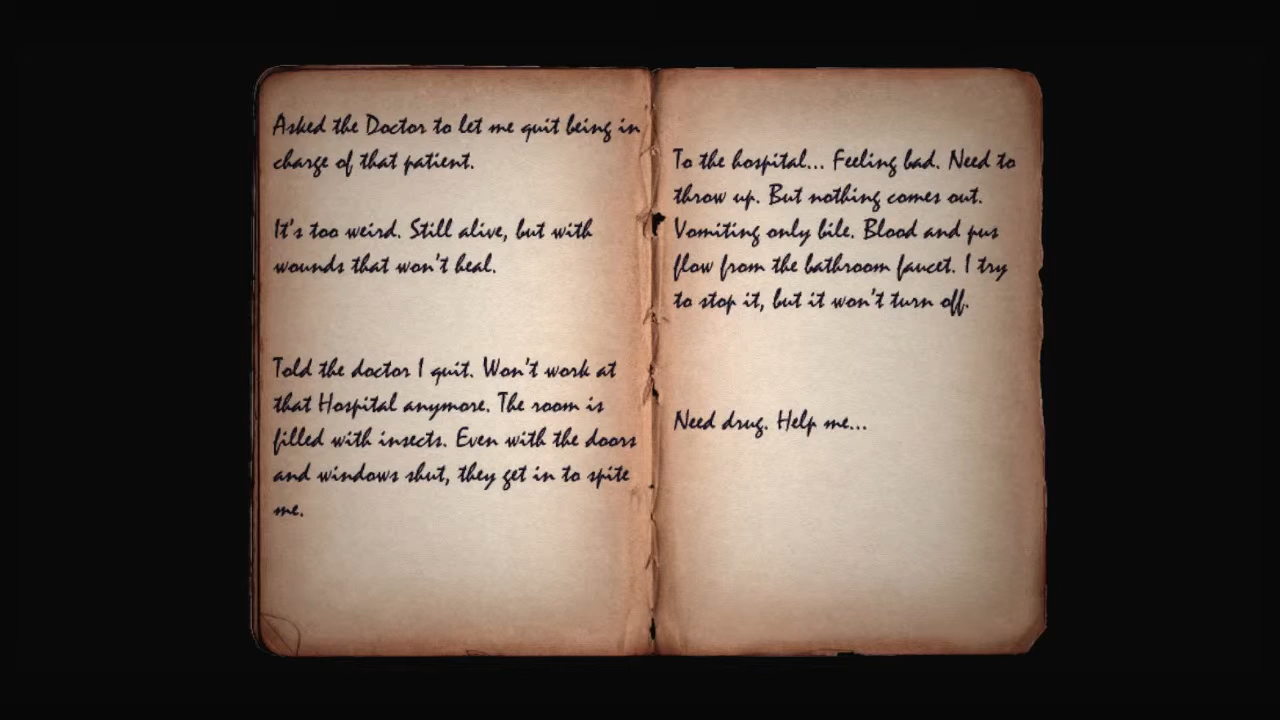 Asked the Doctor to let me quit being in
charge of that patient.
It's too weird. Still alive, but with
wounds that won't heal.
Told the doctor I quit. Won't work at
that Hospital anymore. The room is
filled with insects. Even with the doors
and windows shut, they get in to spite
me.
To the hospital... Feeling bad. Need to
throw up. But nothing comes out.
Vomiting only bile. Blood and pus
flow from the bathroom faucet. I try
to stop it, but it won't turn off.
Need drug. Help me...